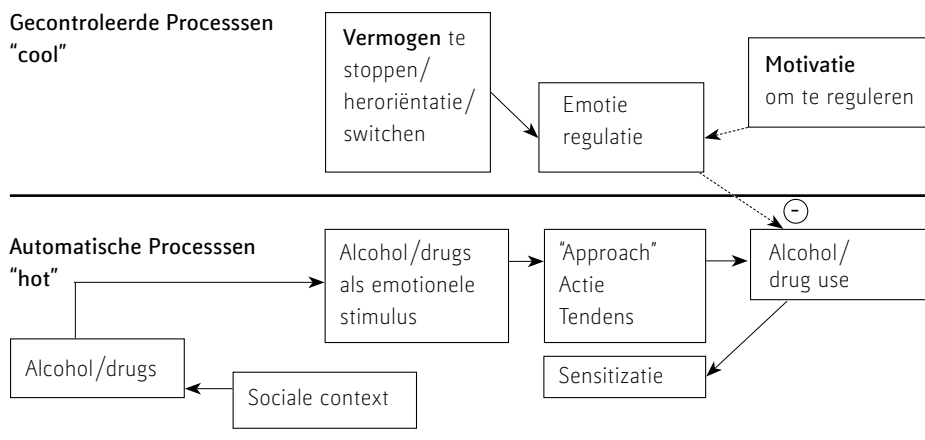 Gecontroleerde Processsen
“cool”
Vermogen te
stoppen/
heroriëntatie/
switchen
Emotie
regulatie
Motivatie
om te reguleren
-
Automatische Processsen
“hot”
Alcohol/drugs
als emotionele
stimulus
“Approach”
Actie
Tendens
Alcohol/
drug use
Alcohol/drugs
Sociale context
Sensitizatie